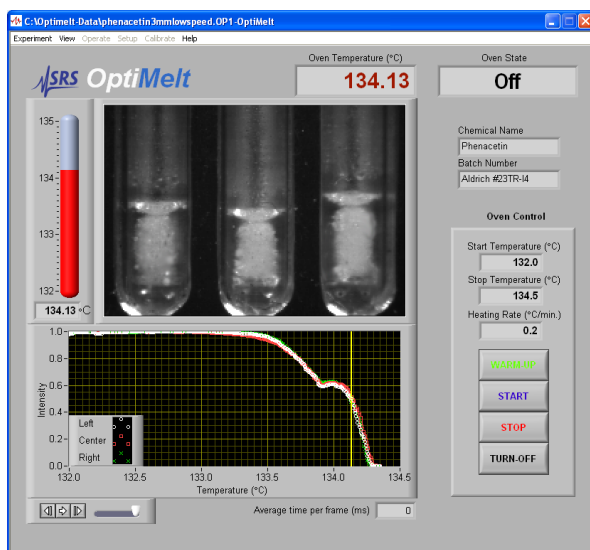 C:\Optimelt-Data\phenacetin3mmlowspeed.OP1-OptiMelt
Experiment View Operate Setup Calibrate Help
SRS OptiMelt
Oven Temperature (°C)
134.13
Oven State
Off
135
134
133
132
134.13 °C
Chemical Name
Phenacetin
Batch Number
Aldrich #23TR-I4
Oven Control
Start Temperature (°C)
132.0
Stop Temperature (°C)
134.5
Heating Rate (°C/min.)
0.2
START
STOP
TURN-OFF
Intensity
1.0
0.8
0.6
0.4
0.2
0.0
Left
Center
Right
132.0 132.5 133.0 133.5 134.0 134.5
Temperature (°C)
Average time per frame (ms) 0